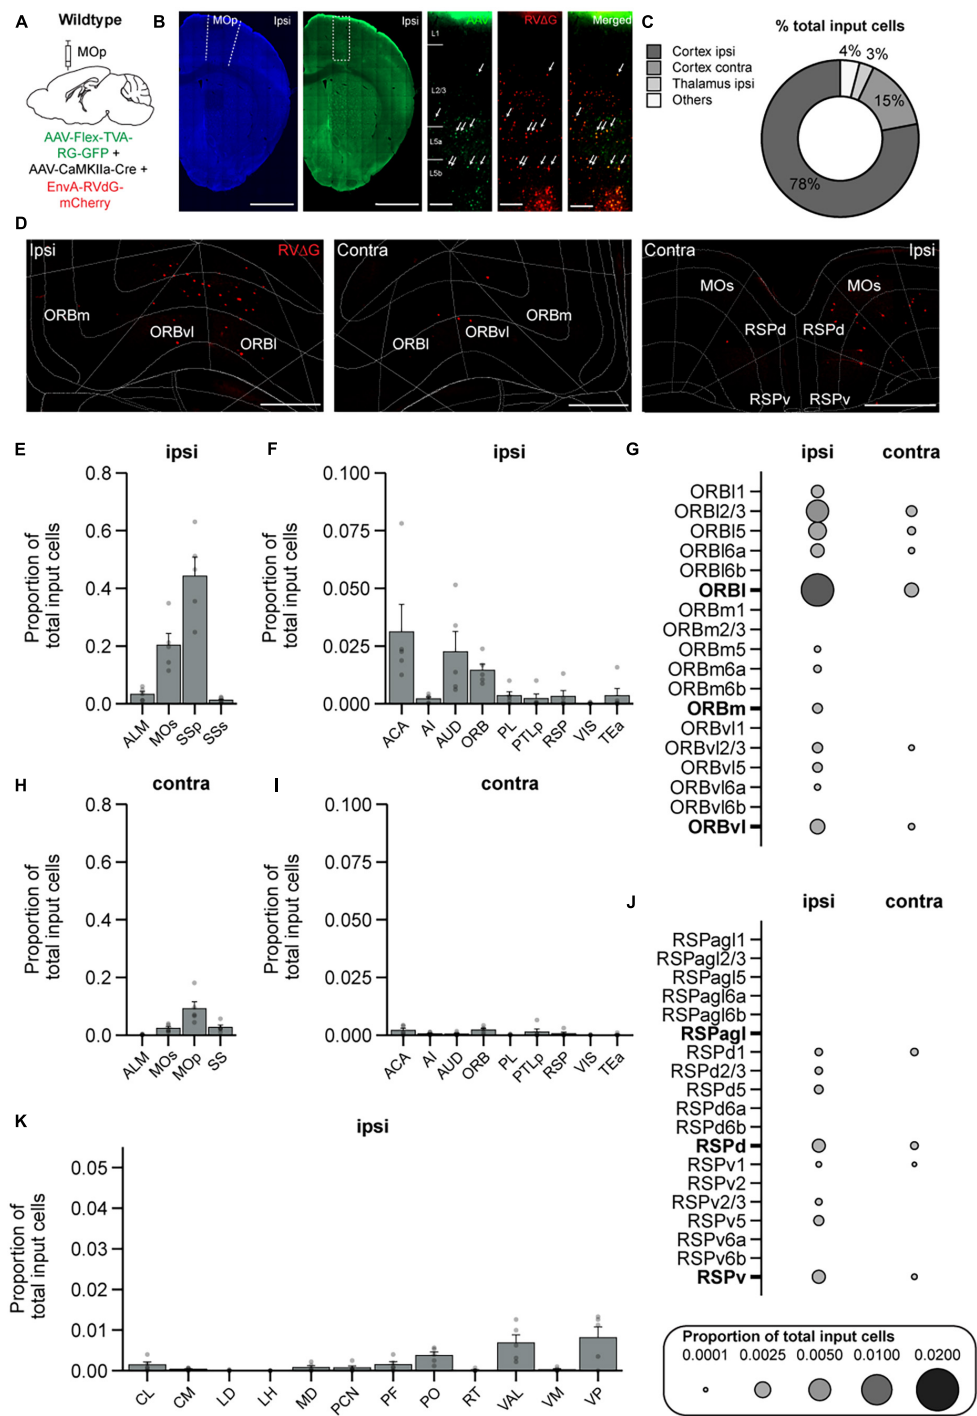 A
Wildtype
MOp
AAV-Flex-TVA-
RG-GFP +
AAV-CaMKIIa-Cre +
EnvA-RVdG-
mCherry
B
MOp
Ipsi
Ipsi
AAV
RVΔG
Merged
L1
L2/3
L5a
L5b
C
% total input cells
Cortex ipsi
Cortex contra
Thalamus ipsi
Others
4%
3%
15%
78%
D
Ipsi
RVΔG
ORBm
ORBvl
ORBl
Contra
ORBm
ORBvl
ORBl
Contra
Ipsi
MOs
MOs
RSPd
RSPd
RSPv
RSPv
E
ipsi
Proportion of
total input cells
0.8
0.6
0.4
0.2
0.0
ALM
MOs
SSp
SSs
F
ipsi
Proportion of
total input cells
0.100
0.075
0.050
0.025
0.000
ACA
AI
AUD
ORB
PL
PTLp
RSP
VIS
TEa
G
ipsi
contra
ORBl1
ORBl2/3
ORBl5
ORBl6a
ORBl6b
ORBl
ORBm1
ORBm2/3
ORBm5
ORBm6a
ORBm6b
ORBm
ORBvl1
ORBvl2/3
ORBvl5
ORBvl6a
ORBvl6b
ORBvl
H
contra
Proportion of
total input cells
0.8
0.6
0.4
0.2
0.0
ALM
MOs
MOp
SS
I
contra
Proportion of
total input cells
0.100
0.075
0.050
0.025
0.000
ACA
AI
AUD
ORB
PL
PTLp
RSP
VIS
TEa
J
ipsi
contra
RSPagl1
RSPagl2/3
RSPagl5
RSPagl6a
RSPagl6b
RSPagl
RSPd1
RSPd2/3
RSPd5
RSPd6a
RSPd6b
RSPd
RSPv1
RSPv2
RSPv2/3
RSPv5
RSPv6a
RSPv6b
RSPv
K
ipsi
Proportion of
total input cells
0.05
0.04
0.03
0.02
0.01
0.00
CL
CM
LD
LH
MD
PCN
PF
PO
RT
VAL
VM
VP
Proportion of total input cells
0.0001 0.0025 0.0050 0.0100 0.0200